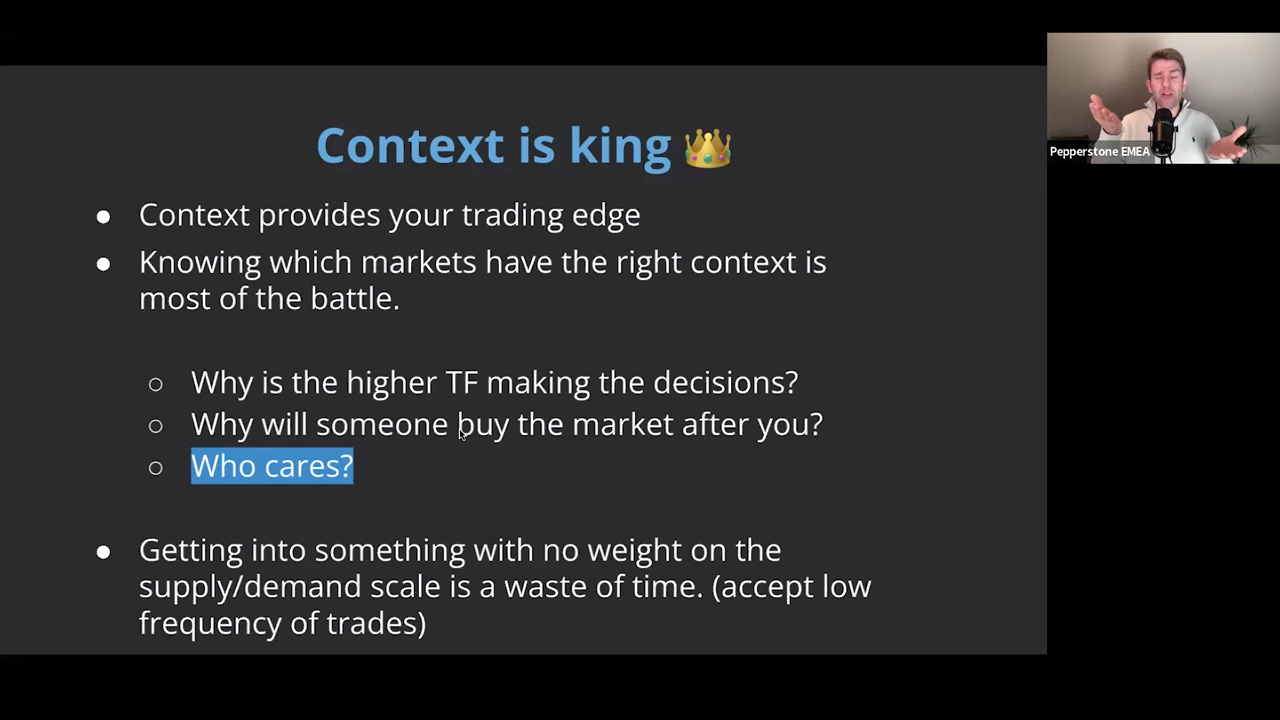 Context is king 👑
Pepperstone EMEA
● Context provides your trading edge
● Knowing which markets have the right context is
most of the battle.
○ Why is the higher TF making the decisions?
○ Why will someone buy the market after you?
○ Who cares?
● Getting into something with no weight on the
supply/demand scale is a waste of time. (accept low
frequency of trades)